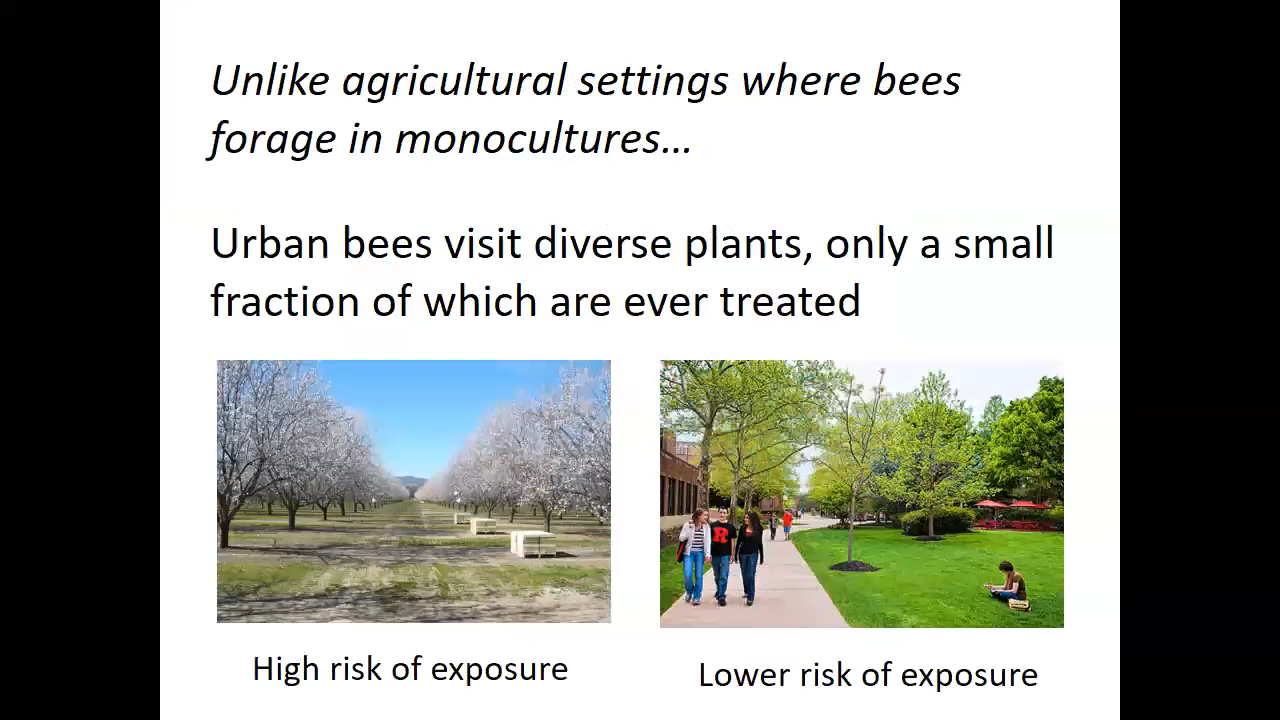 Unlike agricultural settings where bees
forage in monocultures...
Urban bees visit diverse plants, only a small
fraction of which are ever treated
R
High risk of exposure
Lower risk of exposure